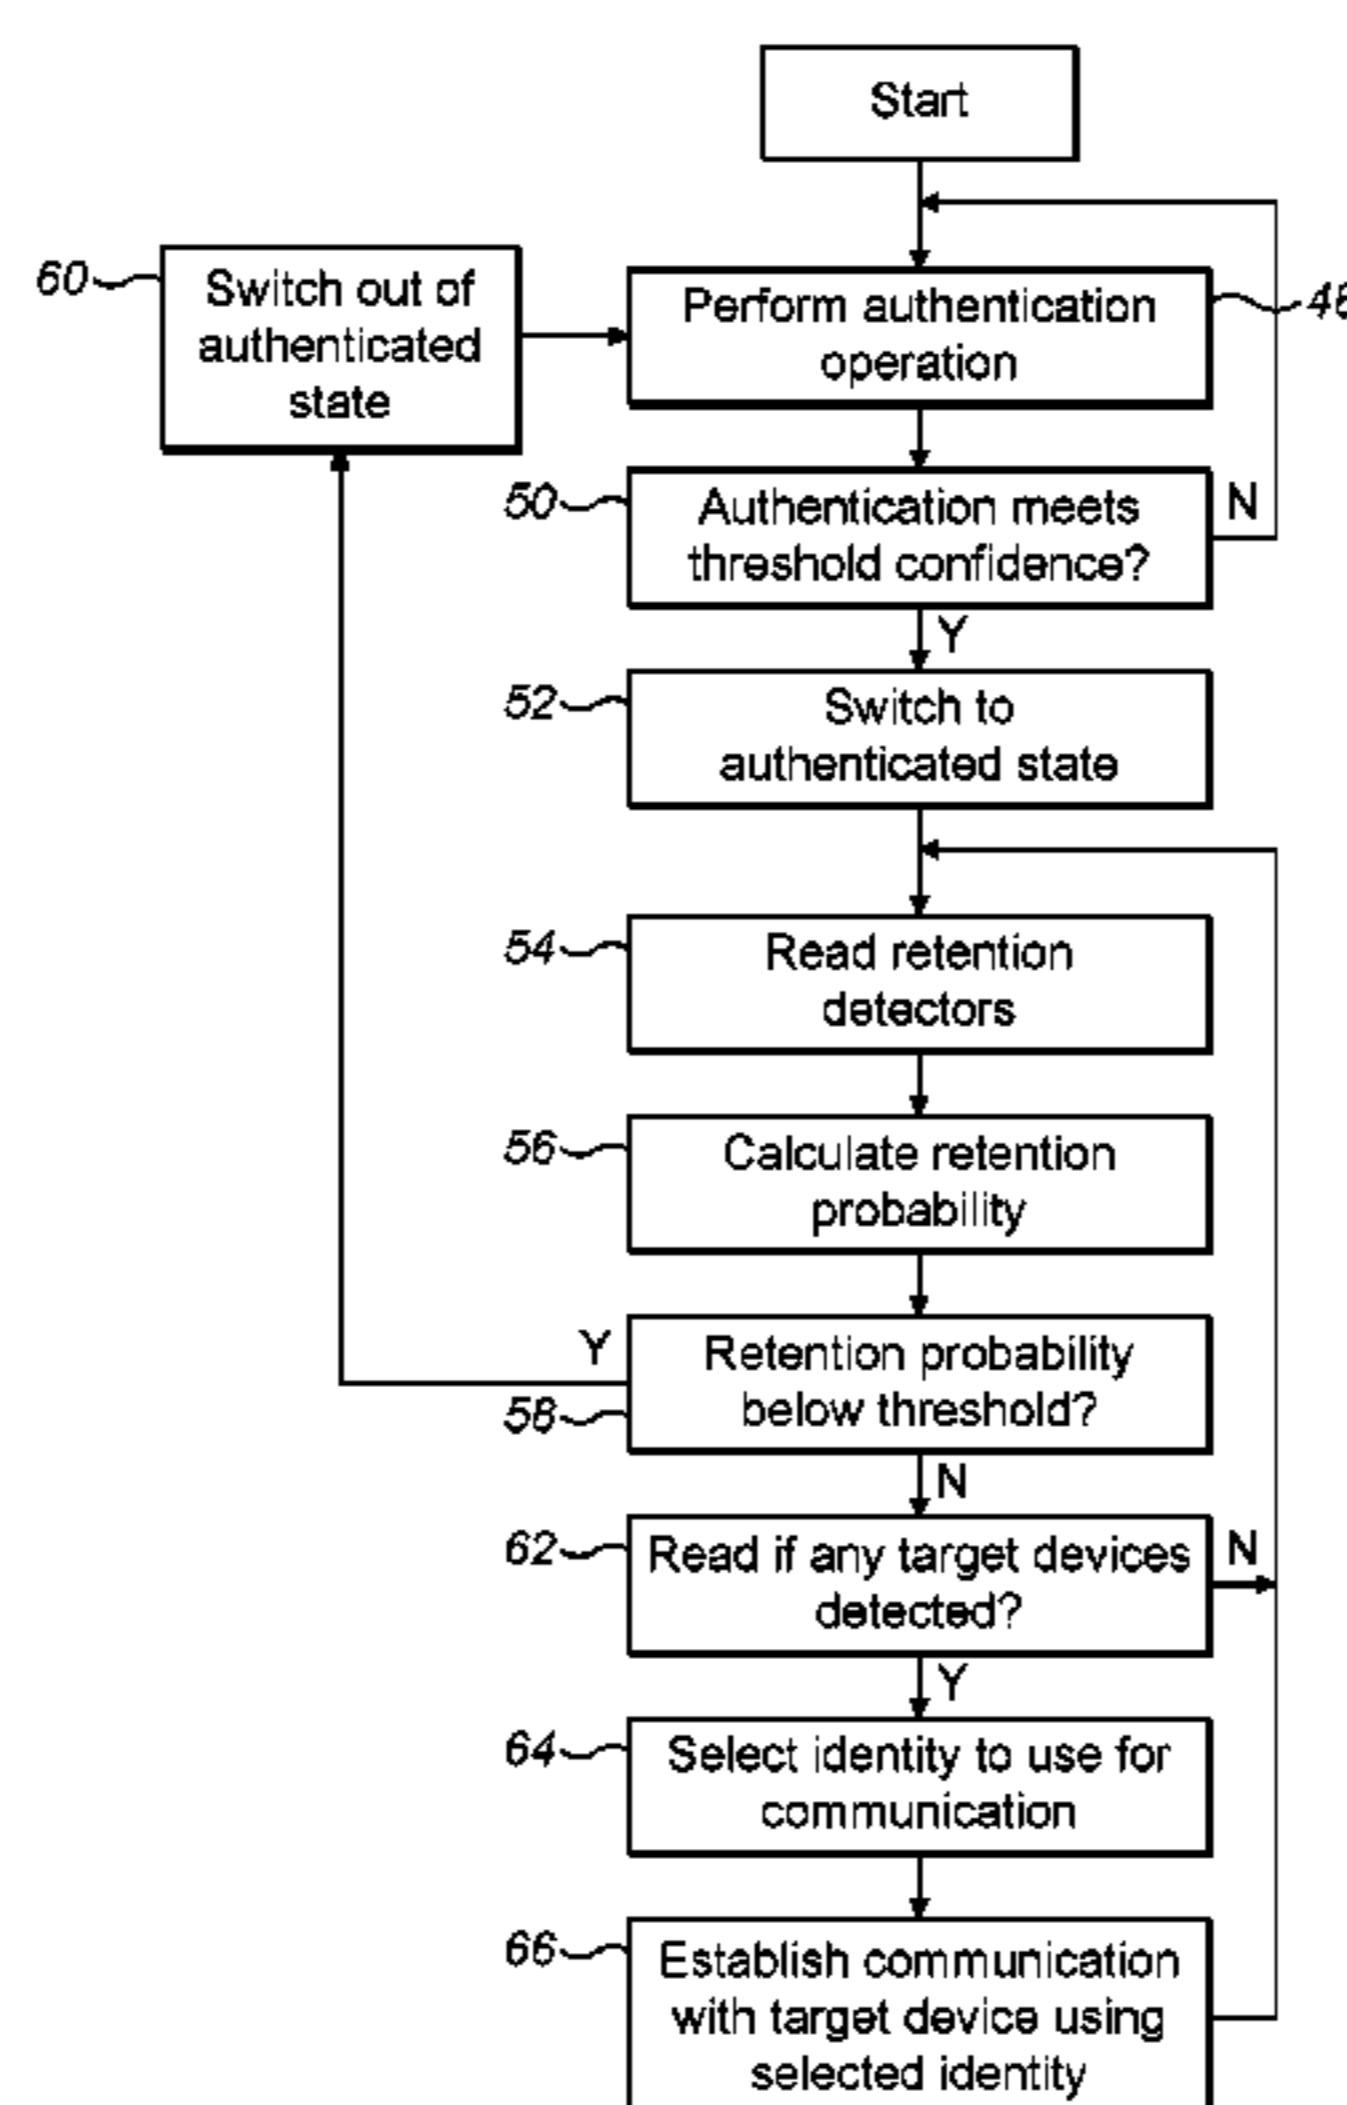 Start
60
Switch out of
authenticated
state
Perform authentication
operation
50
Authentication meets
threshold confidence?
N
Y
52
Switch to
authenticated state
54
Read retention
detectors
56
Calculate retention
probability
Y
58
Retention probability
below threshold?
N
62
Read if any target devices
detected?
N
Y
64
Select identity to use for
communication
66
Establish communication
with target device using
selected identity